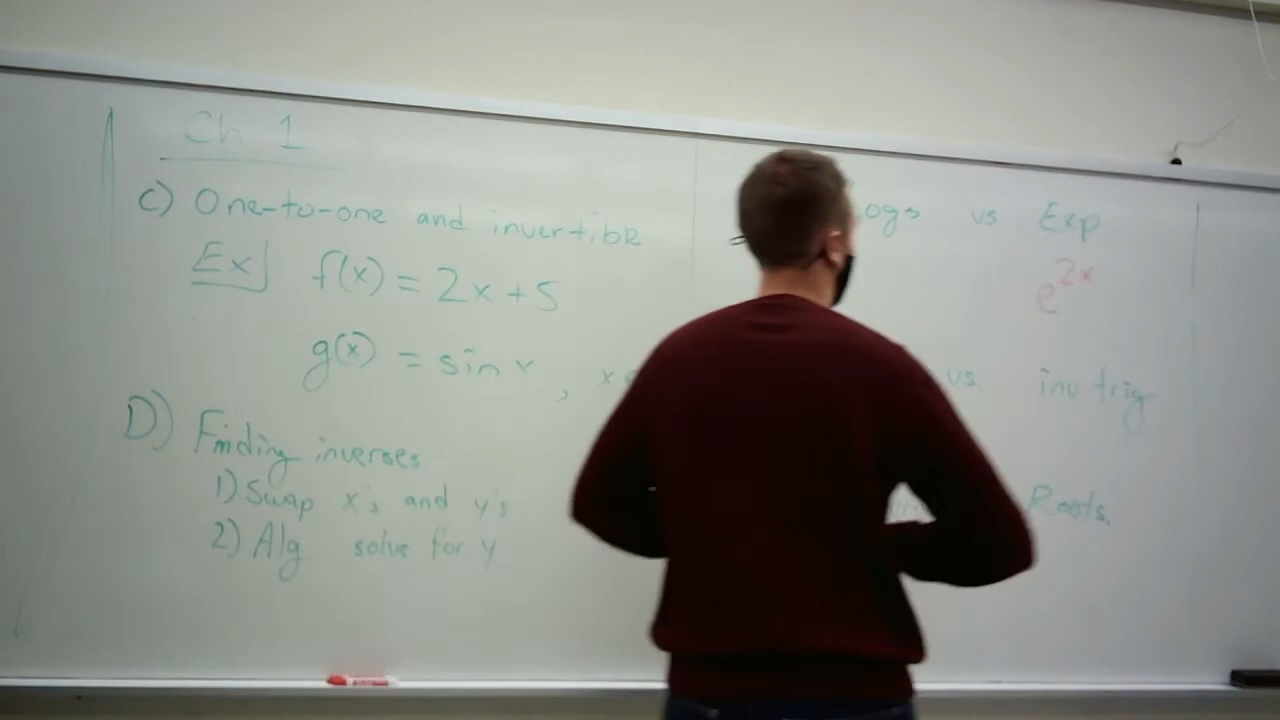 Ch 1
C) One-to-one and invertible
Ex f(x) = 2x + 5
g(x) = sin x , x
D) Finding inverses
1) Swap x's and y's
2) Alg solve for y
ogs vs Exp
e^2x
vs inv trig
Roots